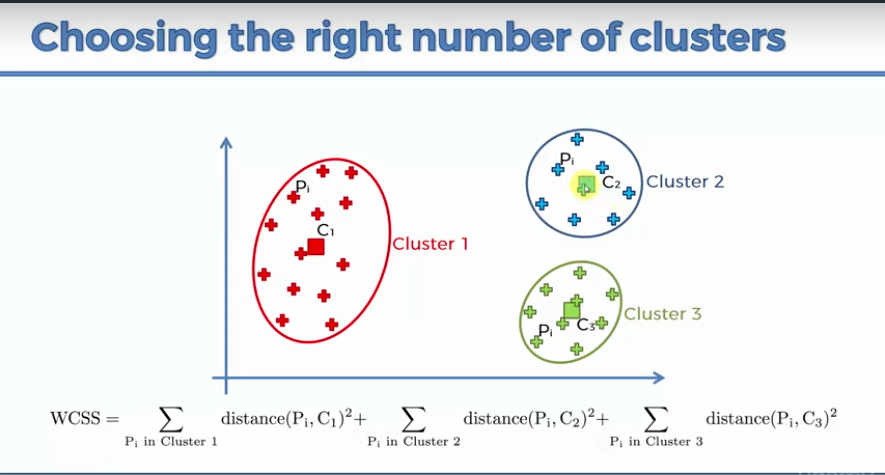 Choosing the right number of clusters
Pᵢ
C₂
Cluster 2
Pᵢ
C₁
Cluster 1
Cluster 3
C₃
Pᵢ
WCSS = ∑ distance(Pᵢ, C₁)² + ∑ distance(Pᵢ, C₂)² + ∑ distance(Pᵢ, C₃)²
Pᵢ in Cluster 1 Pᵢ in Cluster 2 Pᵢ in Cluster 3